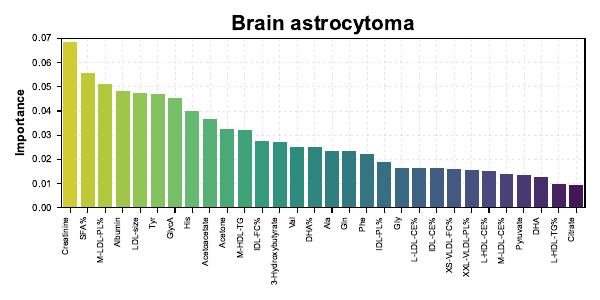 Brain astrocytoma
Importance
0.07
0.06
0.05
0.04
0.03
0.02
0.01
0.00
Creatinine
SFA%
M-LDL-PL%
Albumin
LDL-size
Tyr
GlyoA
His
Acetoacetate
Acetone
M-HDL-TG
IDL-FC%
3-Hydroxybutyrate
Val
DHA%
Ala
Gln
Phe
IDL-PL%
Gly
L-LDL-CE%
IDL-CE%
XS-VLDL-FC%
XXL-VLDL-PL%
L-HDL-CE%
M-LDL-CE%
Pyruvate
DHA
L-HDL-TG%
Citrate